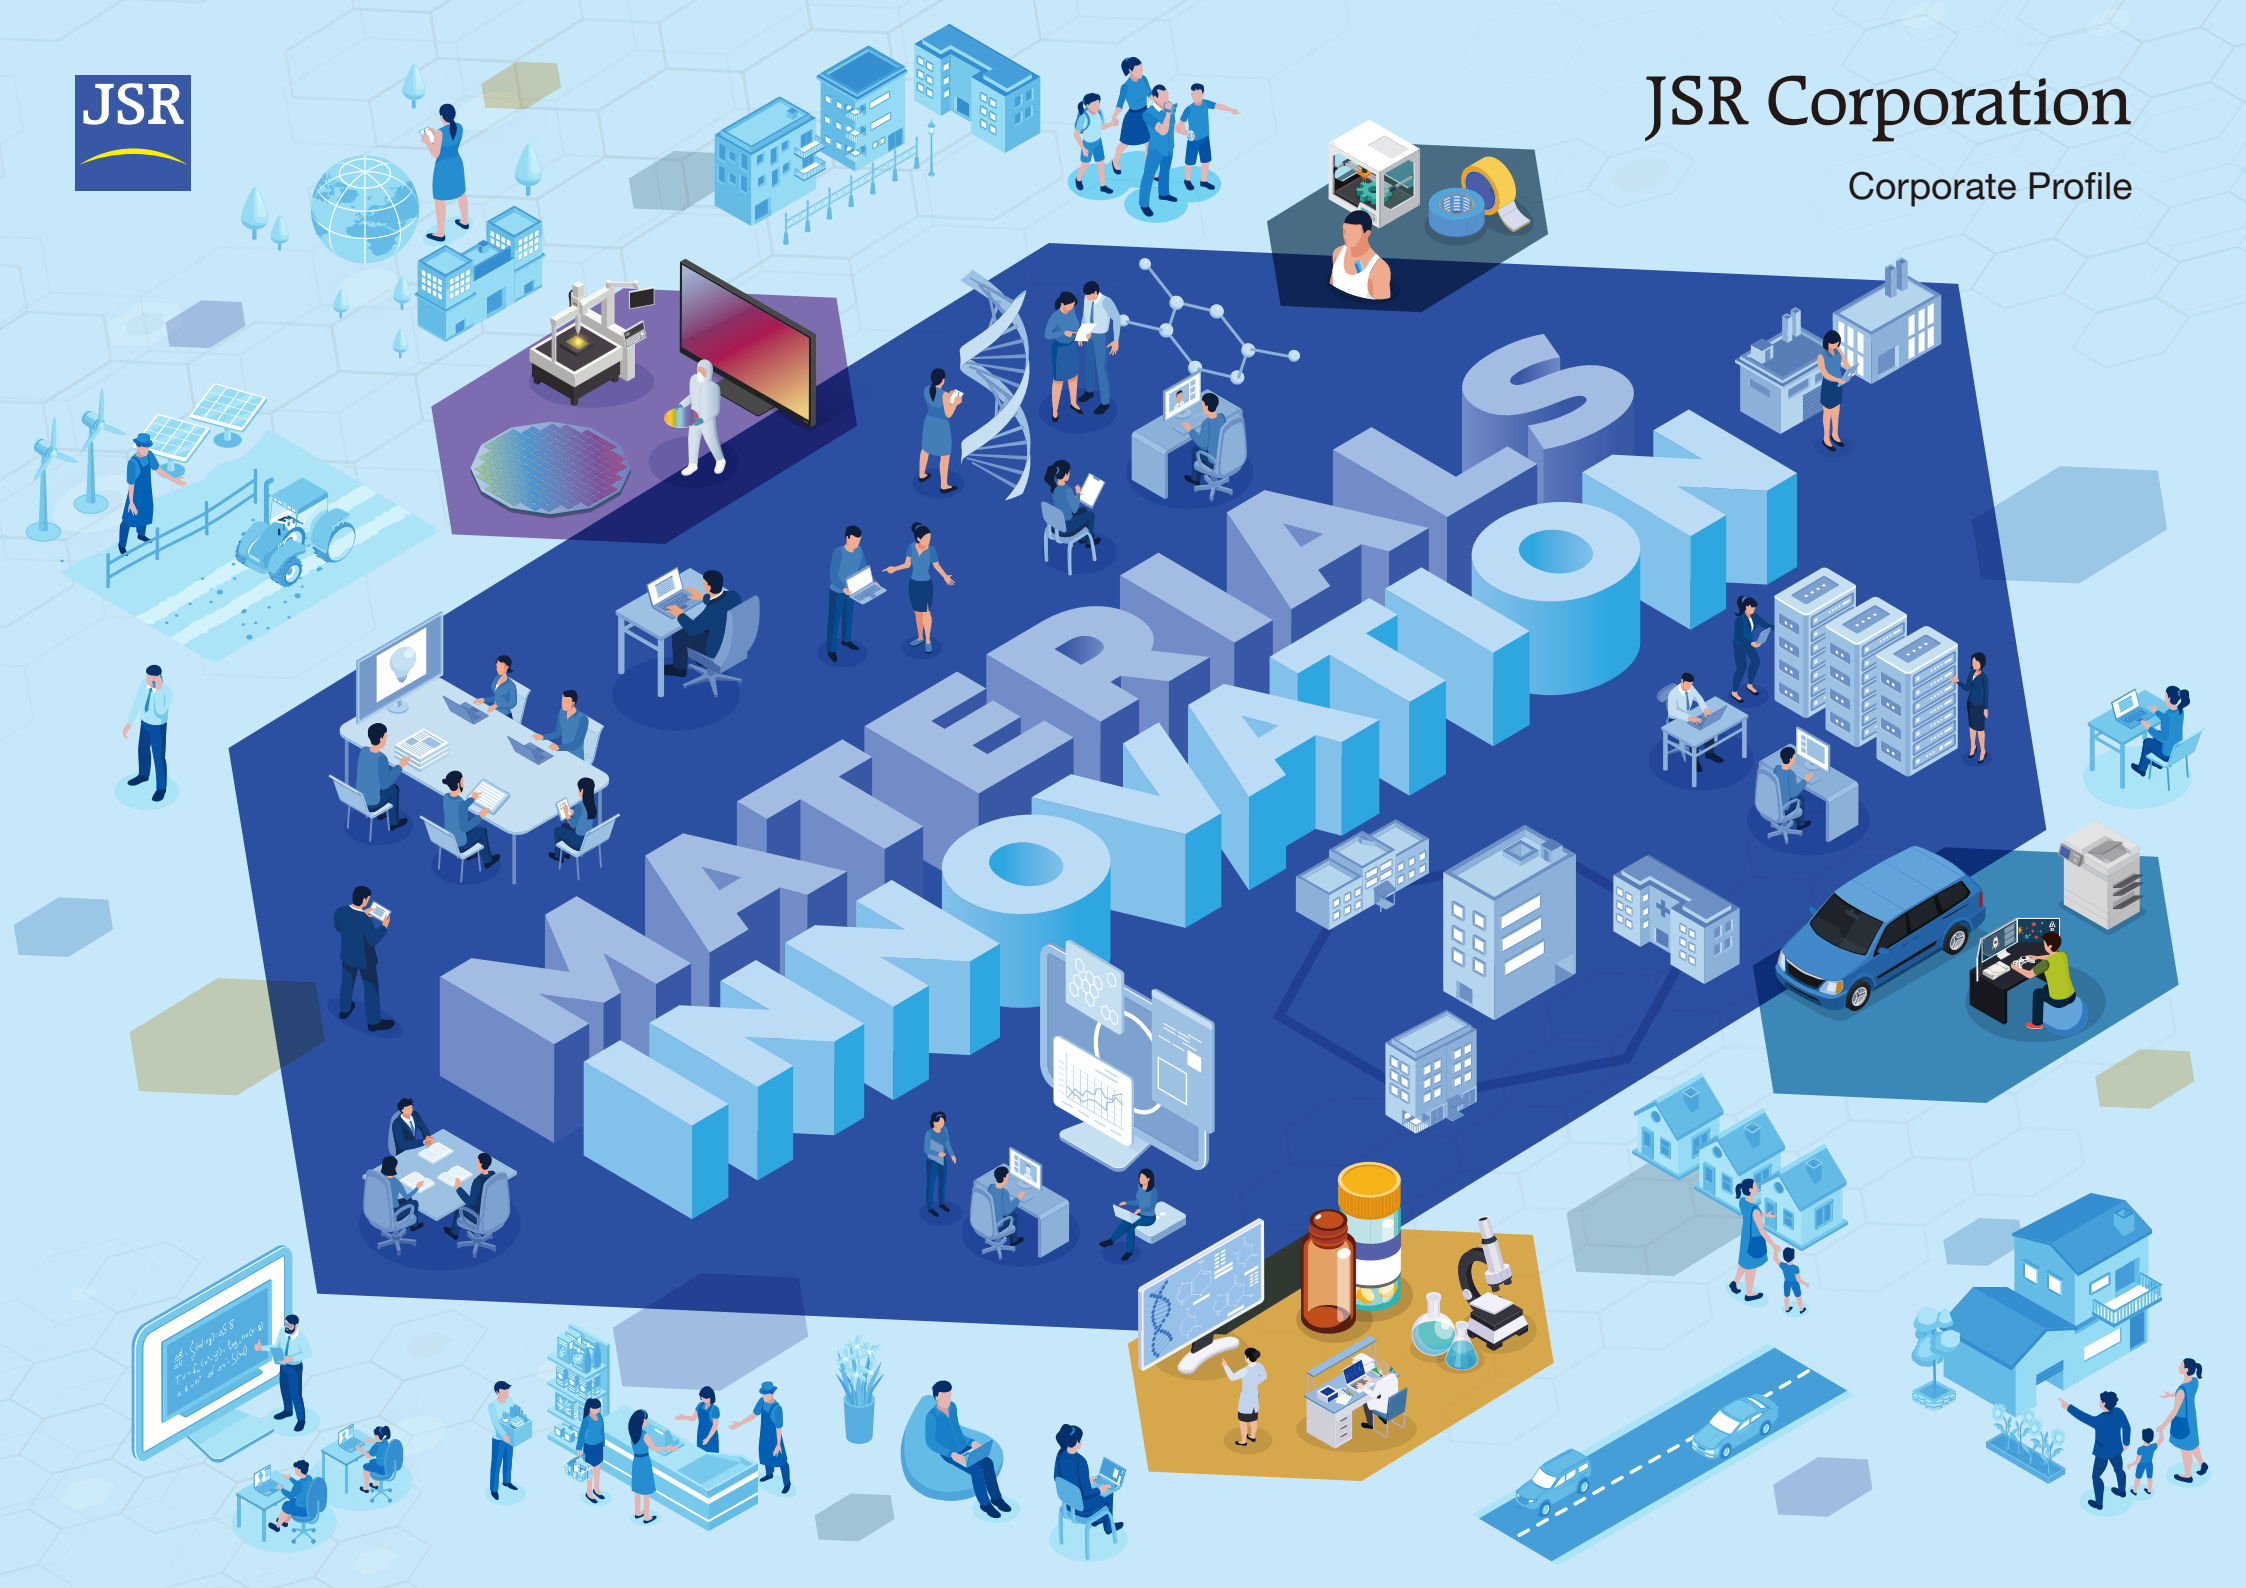 JSR
JSR Corporation
Corporate Profile
MATERIALS
INNOVATION